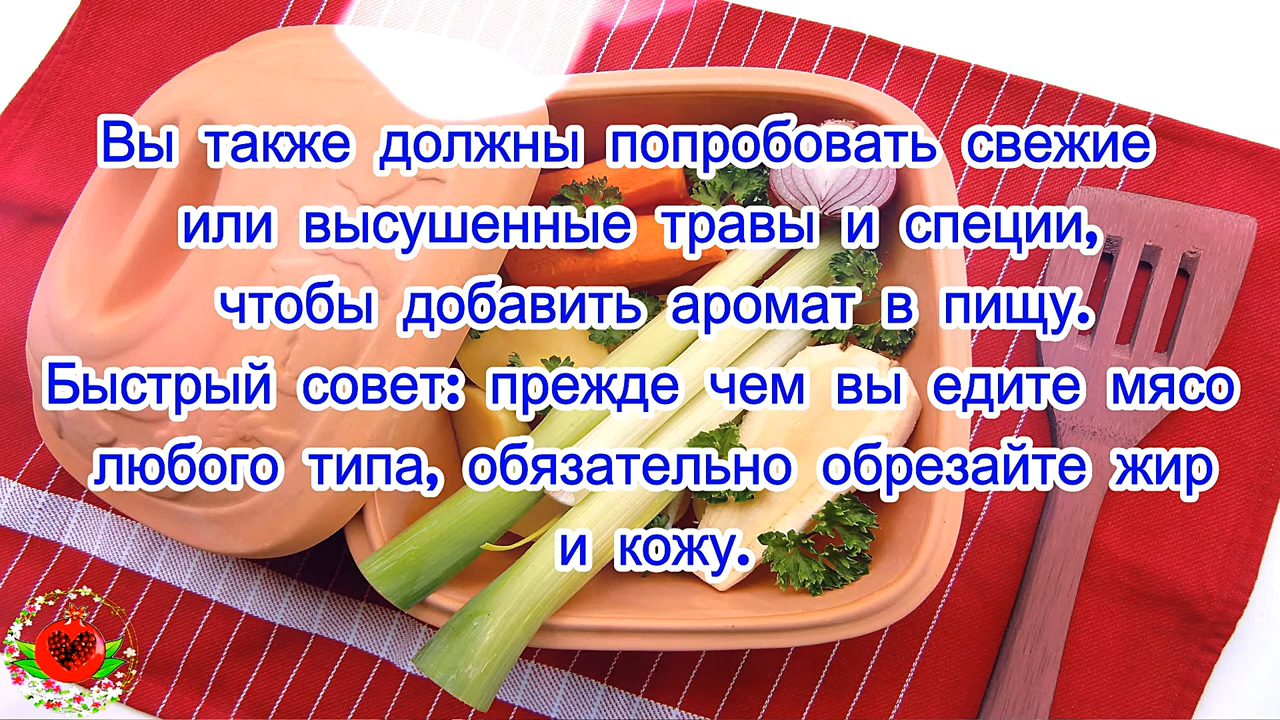 Вы также должны попробовать свежие
или высушенные травы и специи,
чтобы добавить аромат в пищу.
Быстрый совет: прежде чем вы едите мясо
любого типа, обязательно обрезайте жир
и кожу.